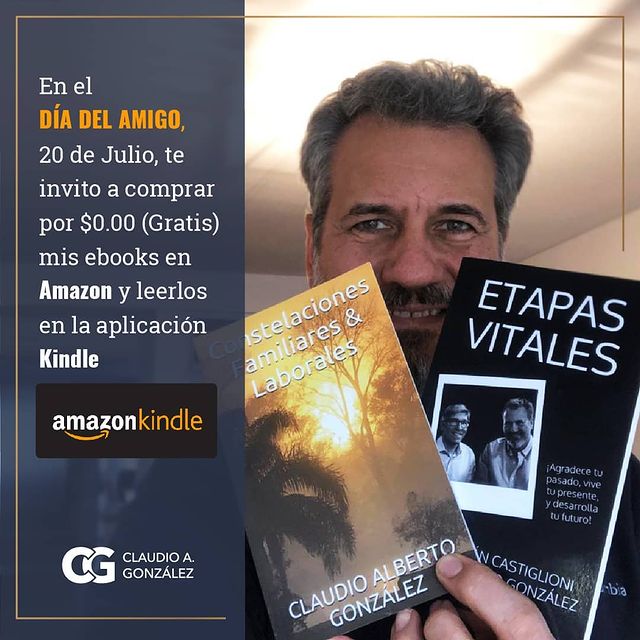 En el
DÍA DEL AMIGO,
20 de Julio, te
invito a comprar
por $0.00 (Gratis)
mis ebooks en
Amazon y leerlos
en la aplicación
Kindle
amazonkindle
CG
CLAUDIO A.
GONZÁLEZ
Constelaciones
Familiares &
Laborales
CLAUDIO ALBERTO
GONZÁLEZ
ETAPAS
VITALES
¡Agradece tu
pasado, vive
tu presente,
y desarrolla
tu futuro!
CASTIGLIONI
GONZÁLEZ